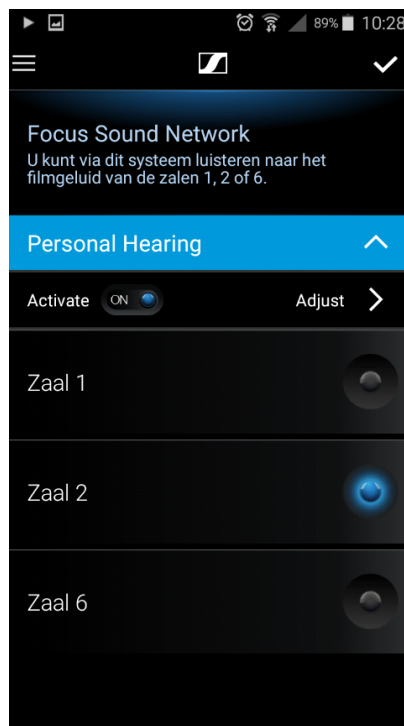 89% 10:28
Focus Sound Network
U kunt via dit systeem luisteren naar het
filmgeluid van de zalen 1, 2 of 6.
Personal Hearing
Activate ON Adjust
Zaal 1
Zaal 2
Zaal 6